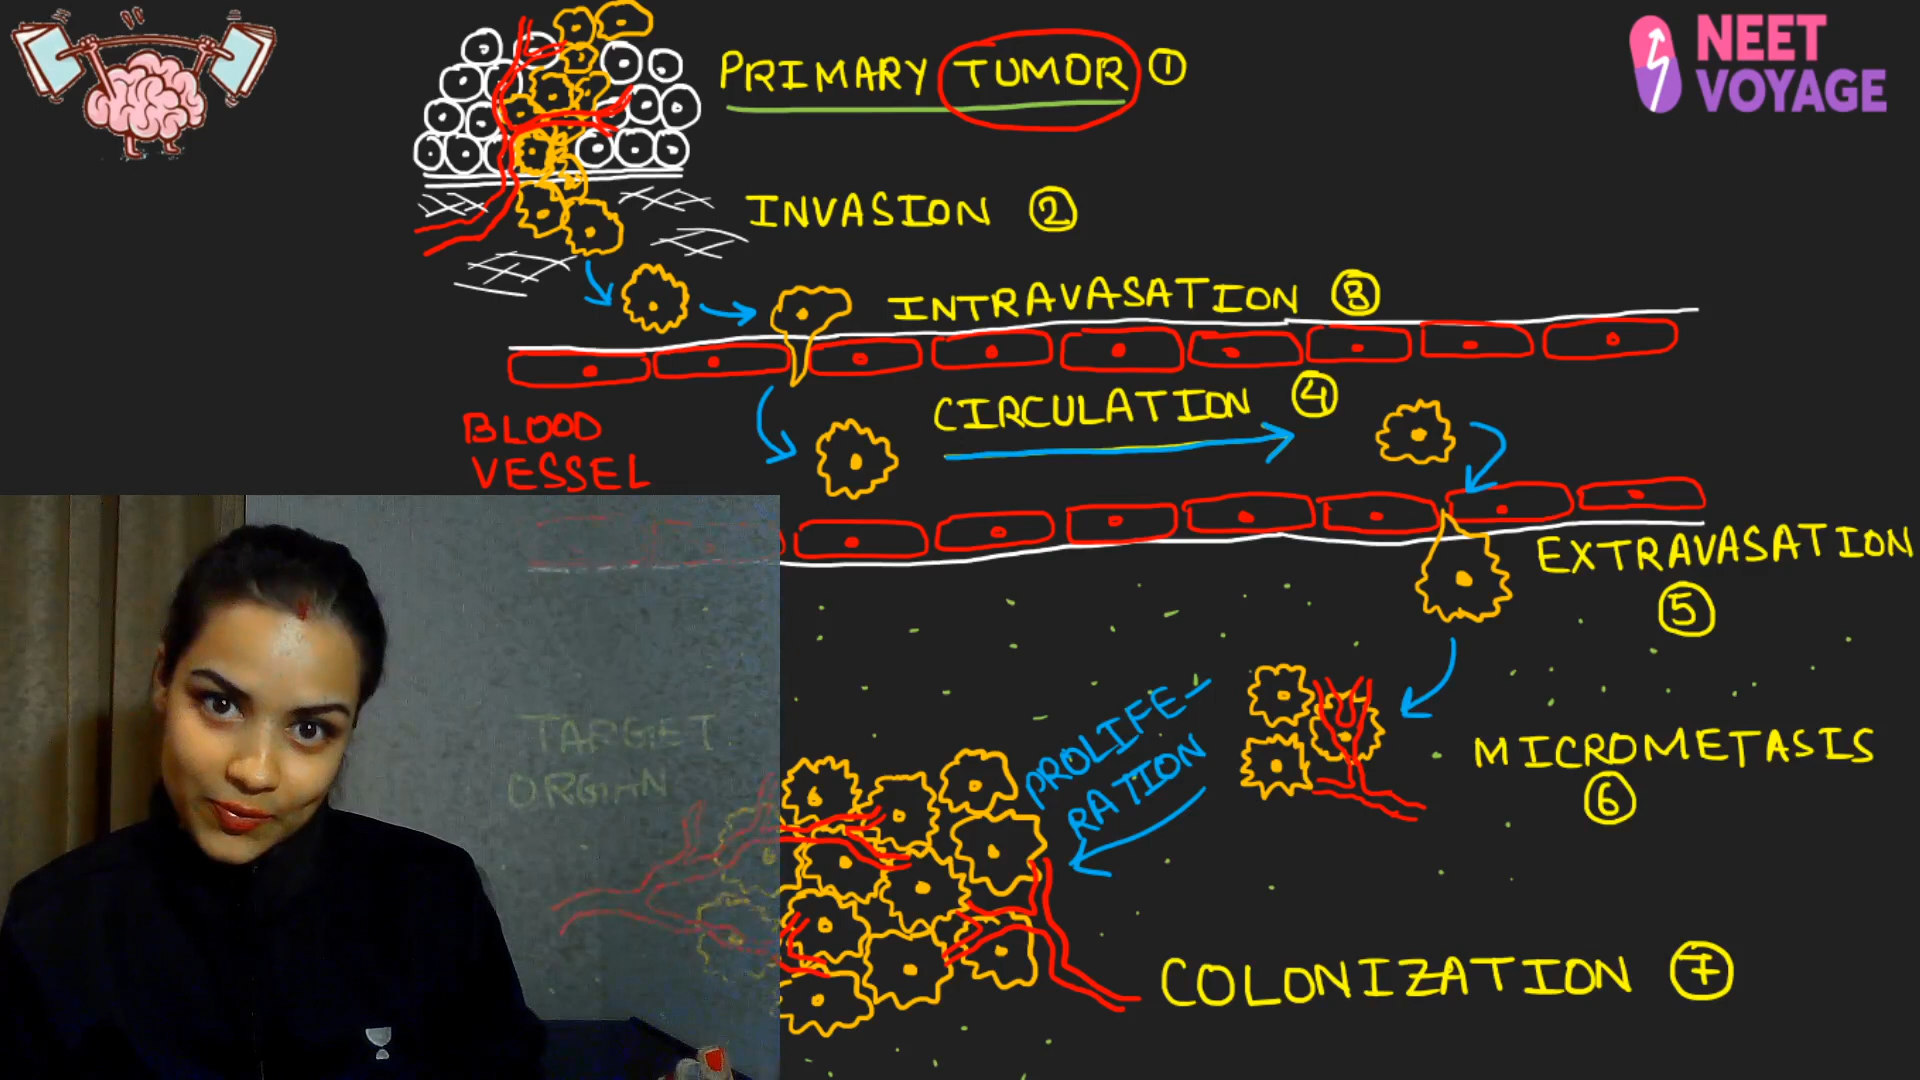 NEET
VOYAGE
PRIMARY TUMOR 1
INVASION 2
INTRAVASATION 3
CIRCULATION 4
BLOOD
VESSEL
EXTRAVASATION
5
TARGET
ORGAN
PROLIFE-
RATION
MICROMETASIS
6
COLONIZATION 7